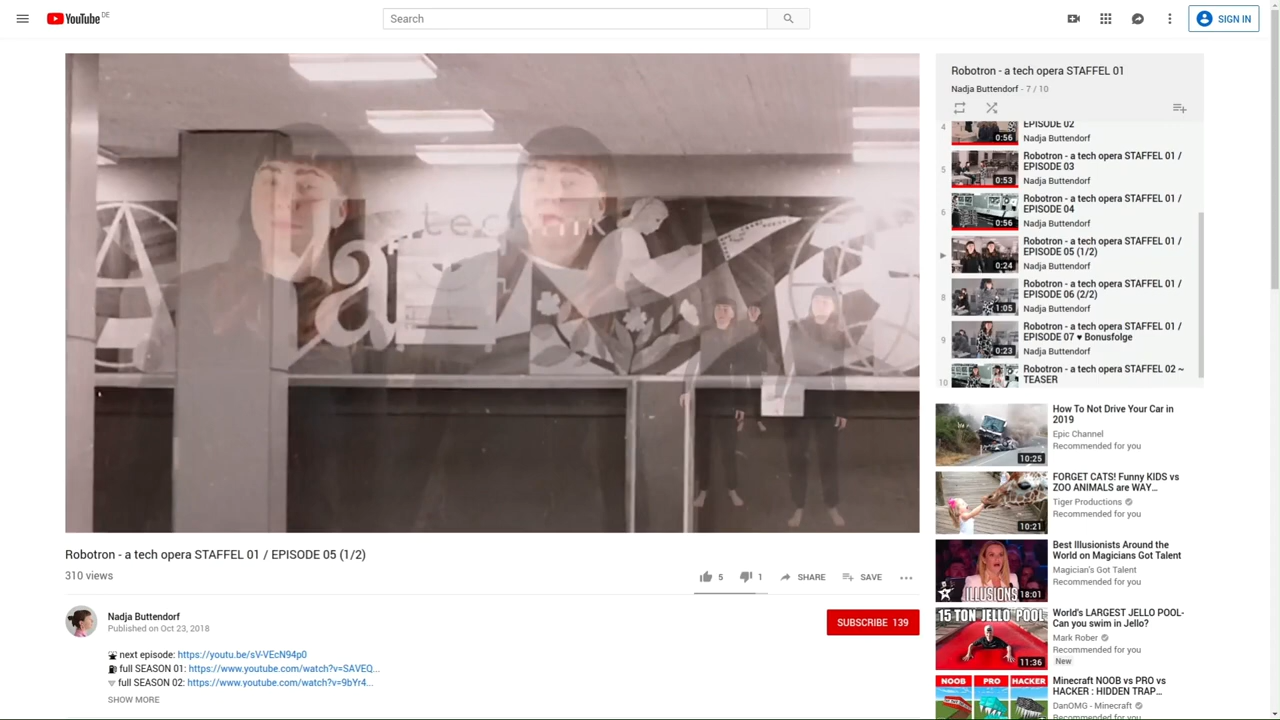 YouTube DE
Search
SIGN IN
Robotron - a tech opera STAFFEL 01
Nadja Buttendorf - 7 / 10
4
0:56
EPISODE 02
Nadja Buttendorf
5
0:53
Robotron - a tech opera STAFFEL 01 /
EPISODE 03
Nadja Buttendorf
6
0:56
Robotron - a tech opera STAFFEL 01 /
EPISODE 04
Nadja Buttendorf
0:24
Robotron - a tech opera STAFFEL 01 /
EPISODE 05 (1/2)
Nadja Buttendorf
8
1:05
Robotron - a tech opera STAFFEL 01 /
EPISODE 06 (2/2)
Nadja Buttendorf
9
0:23
Robotron - a tech opera STAFFEL 01 /
EPISODE 07 ♥ Bonusfolge
Nadja Buttendorf
10
Robotron - a tech opera STAFFEL 02 ~
TEASER
Robotron - a tech opera STAFFEL 01 / EPISODE 05 (1/2)
310 views
5
1
SHARE
SAVE
Nadja Buttendorf
Published on Oct 23, 2018
SUBSCRIBE 139
next episode: https://youtu.be/sV-VEcN94p0
full SEASON 01: https://www.youtube.com/watch?v=SAVEQ...
full SEASON 02: https://www.youtube.com/watch?v=9bYr4...
SHOW MORE
10:25
How To Not Drive Your Car in
2019
Epic Channel
Recommended for you
10:21
FORGET CATS! Funny KIDS vs
ZOO ANIMALS are WAY...
Tiger Productions
Recommended for you
ILLUSIONS
18:01
Best Illusionists Around the
World on Magicians Got Talent
Magician's Got Talent
Recommended for you
15 TON JELLO POOL
11:36
World's LARGEST JELLO POOL-
Can you swim in Jello?
Mark Rober
Recommended for you
New
NOOB PRO HACKER
Minecraft NOOB vs PRO vs
HACKER : HIDDEN TRAP...
DanOMG - Minecraft
Recommended for you